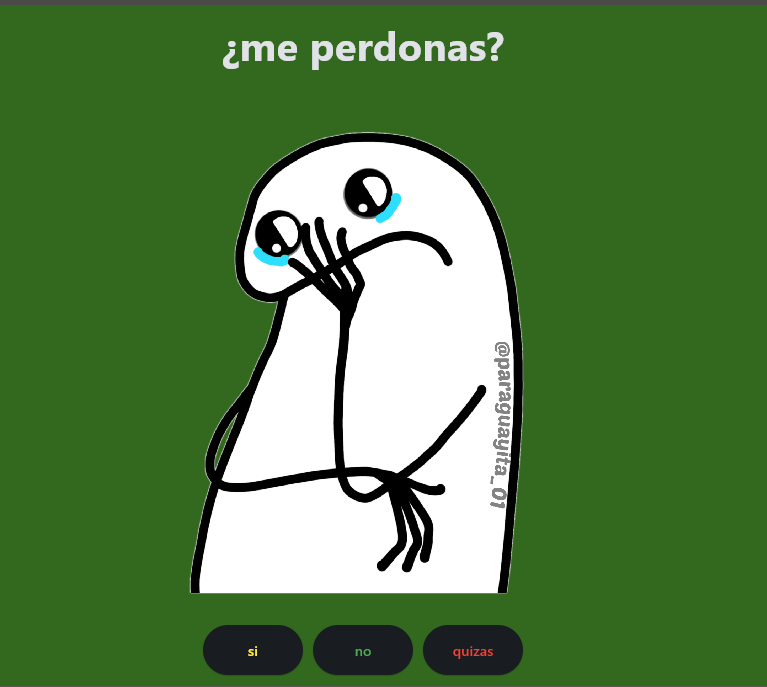 ¿me perdonas?
@paraguayita_01
si
no
quizas